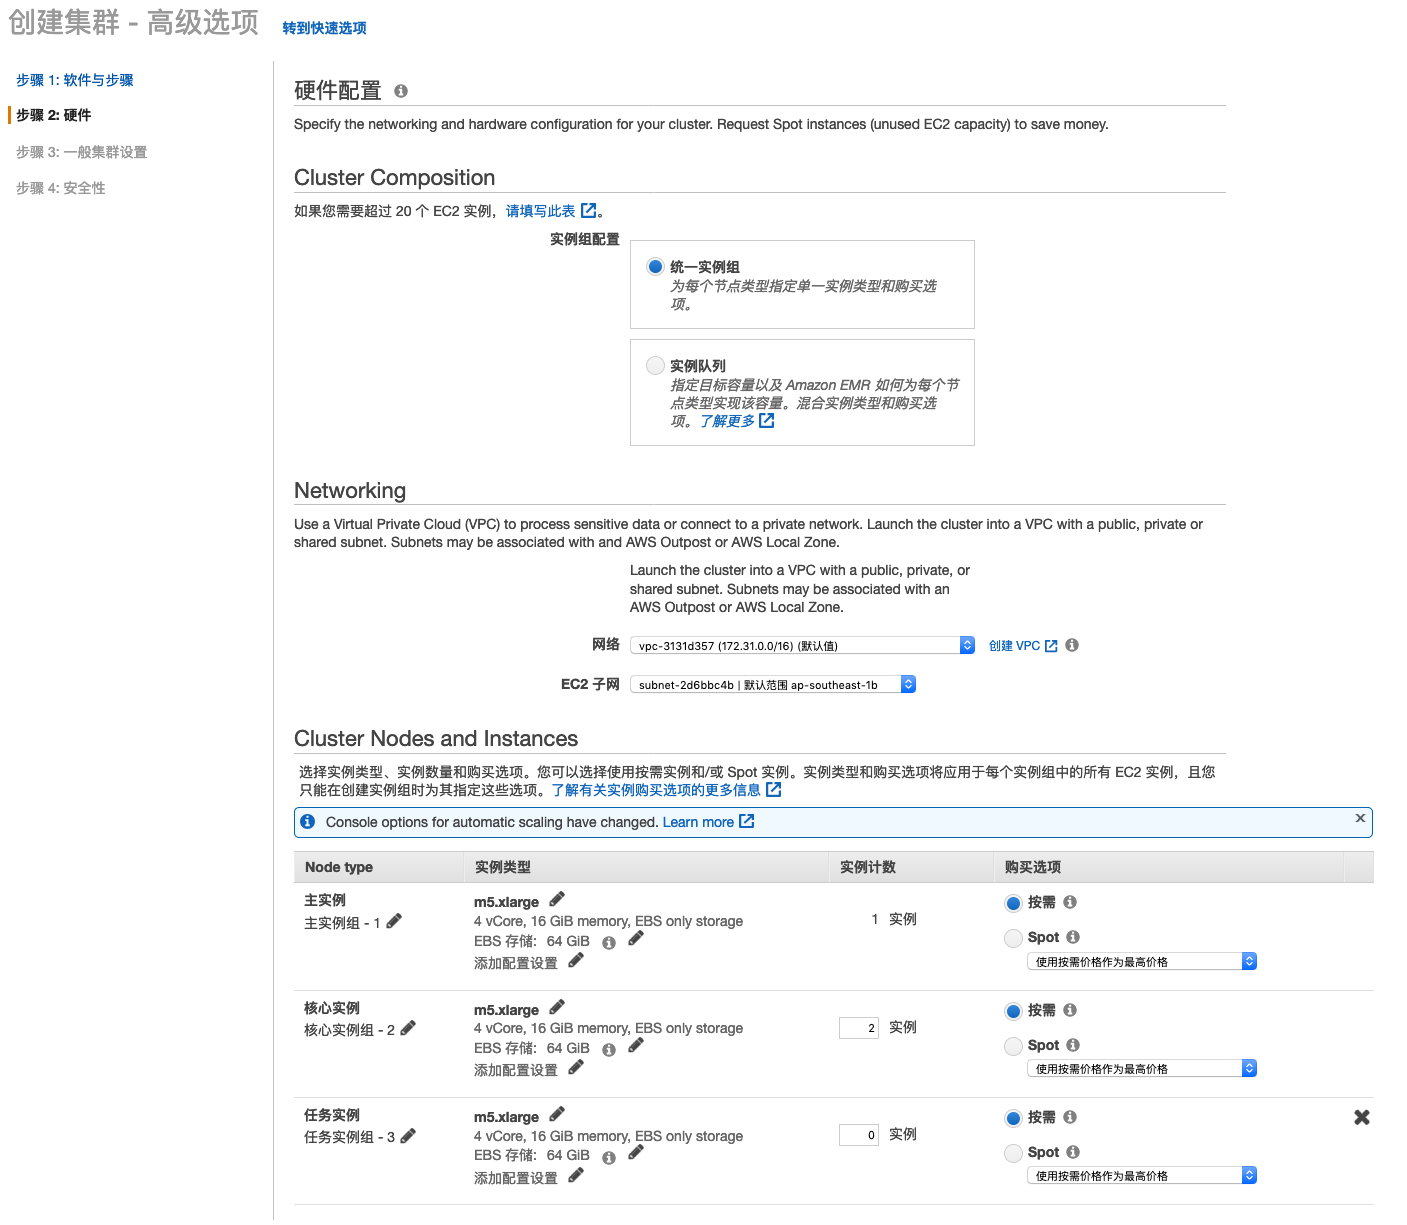 创建集群 - 高级选项 转到快速选项
步骤 1: 软件与步骤
步骤 2: 硬件
步骤 3: 一般集群设置
步骤 4: 安全性
硬件配置
Specify the networking and hardware configuration for your cluster. Request Spot instances (unused EC2 capacity) to save money.
Cluster Composition
如果您需要超过 20 个 EC2 实例，请填写此表。
实例组配置
统一实例组
为每个节点类型指定单一实例类型和购买选
项。
实例队列
指定目标容量以及 Amazon EMR 如何为每个节
点类型实现该容量。混合实例类型和购买选
项。了解更多
Networking
Use a Virtual Private Cloud (VPC) to process sensitive data or connect to a private network. Launch the cluster into a VPC with a public, private or
shared subnet. Subnets may be associated with and AWS Outpost or AWS Local Zone.
Launch the cluster into a VPC with a public, private, or
shared subnet. Subnets may be associated with an
AWS Outpost or AWS Local Zone.
网络 vpc-3131d357 (172.31.0.0/16) (默认值) 创建 VPC
EC2 子网 subnet-2d6bbc4b | 默认范围 ap-southeast-1b
Cluster Nodes and Instances
选择实例类型、实例数量和购买选项。您可以选择使用按需实例和/或 Spot 实例。实例类型和购买选项将应用于每个实例组中的所有 EC2 实例，且您
只能在创建实例组时为其指定这些选项。了解有关实例购买选项的更多信息
Console options for automatic scaling have changed. Learn more
Node type 实例类型 实例计数 购买选项
主实例
主实例组 - 1
m5.xlarge
4 vCore, 16 GiB memory, EBS only storage
EBS 存储: 64 GiB
添加配置设置
1 实例
按需
Spot
使用按需价格作为最高价格
核心实例
核心实例组 - 2
m5.xlarge
4 vCore, 16 GiB memory, EBS only storage
EBS 存储: 64 GiB
添加配置设置
2 实例
按需
Spot
使用按需价格作为最高价格
任务实例
任务实例组 - 3
m5.xlarge
4 vCore, 16 GiB memory, EBS only storage
EBS 存储: 64 GiB
添加配置设置
0 实例
按需
Spot
使用按需价格作为最高价格